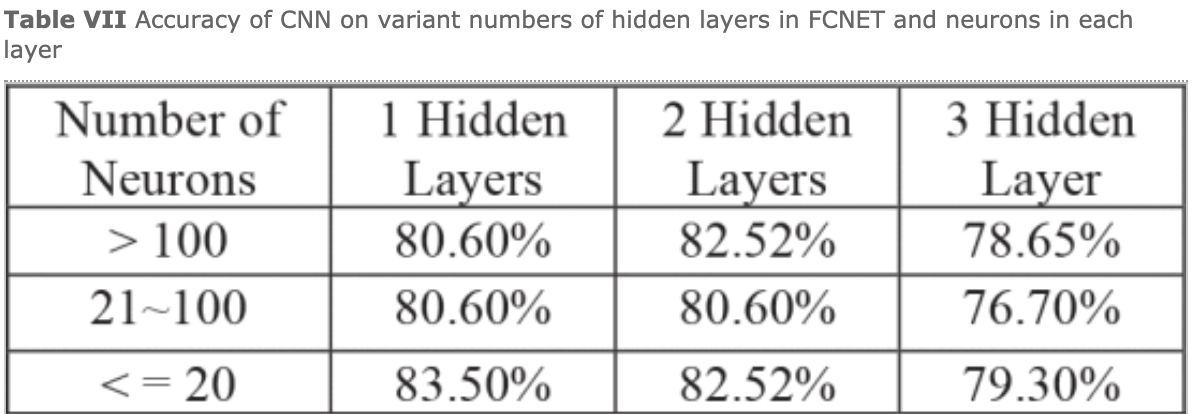 Table VII Accuracy of CNN on variant numbers of hidden layers in FCNET and neurons in each
layer
Number of Neurons 1 Hidden Layers 2 Hidden Layers 3 Hidden Layer
> 100 80.60% 82.52% 78.65%
21~100 80.60% 80.60% 76.70%
< = 20 83.50% 82.52% 79.30%